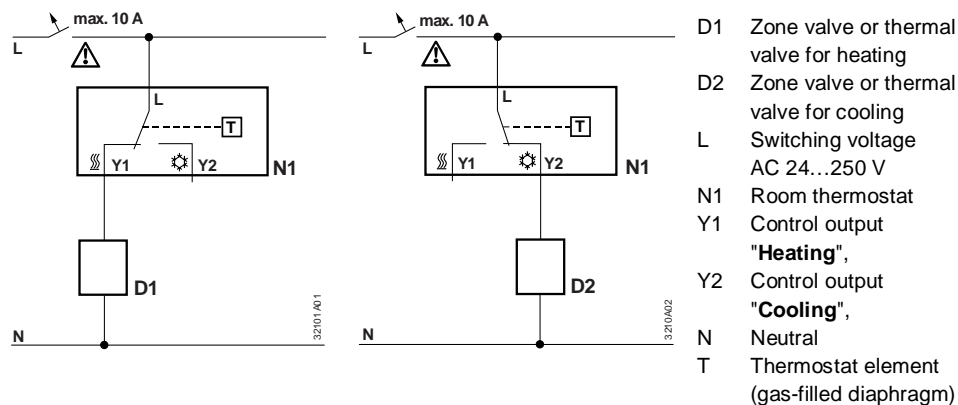 max. 10 A
L
L
T
Y1
Y2
N1
D1
N
32101A01
max. 10 A
L
L
T
Y1
Y2
N1
D2
N
3210A02
D1 Zone valve or thermal
valve for heating
D2 Zone valve or thermal
valve for cooling
L Switching voltage
AC 24…250 V
N1 Room thermostat
Y1 Control output
"Heating",
Y2 Control output
"Cooling",
N Neutral
T Thermostat element
(gas-filled diaphragm)